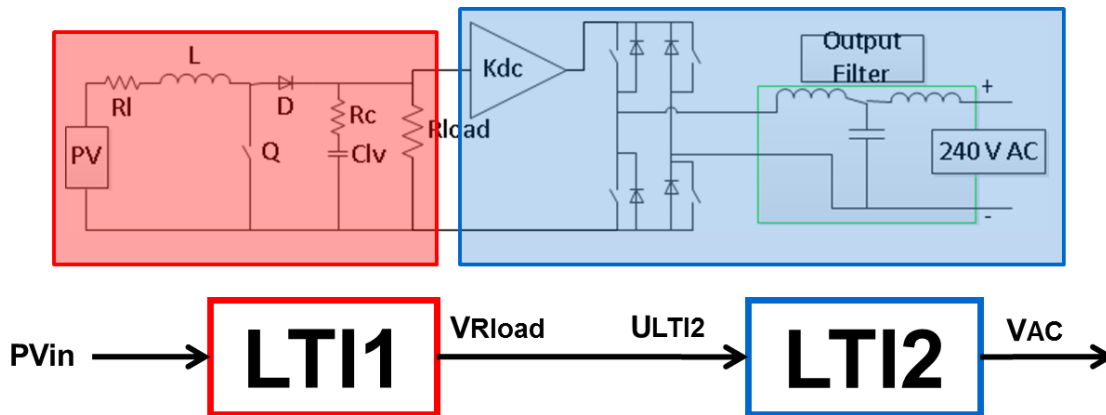 L
Rl
PV
Q
D
Rc
Clv
Rload
Kdc
Output
Filter
+
240 V AC
-
PVin
LTI1
VRload
ULTI2
LTI2
VAC